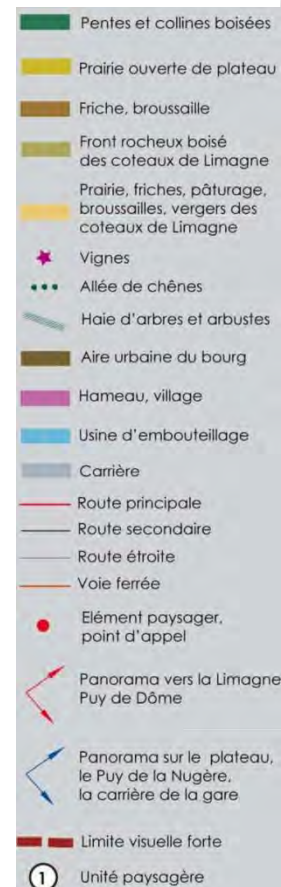 Pentes et collines boisées
Prairie ouverte de plateau
Friche, broussaille
Front rocheux boisé
des coteaux de Limagne
Prairie, friches, pâturage,
broussailles, vergers des
coteaux de Limagne
Vignes
Allée de chênes
Haie d'arbres et arbustes
Aire urbaine du bourg
Hameau, village
Usine d'embouteillage
Carrière
Route principale
Route secondaire
Route étroite
Voie ferrée
Elément paysager,
point d'appel
Panorama vers la Limagne
Puy de Dôme
Panorama sur le plateau,
le Puy de la Nugère,
la carrière de la gare
Limite visuelle forte
1 Unité paysagère